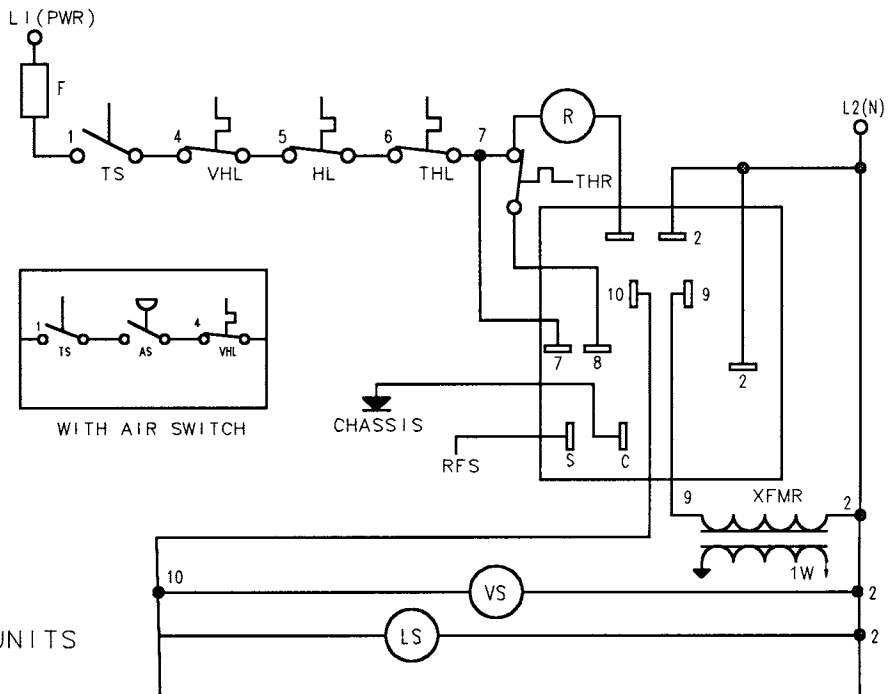 L1(PWR)
F
L2(N)
R
1
TS
4
VHL
5
HL
6
THL
7
THR
2
10
9
1
TS
AS
4
VHL
7
8
2
WITH AIR SWITCH
CHASSIS
RFS
S
C
9
XFMR
2
1W
10
VS
2
LS
2
UNITS